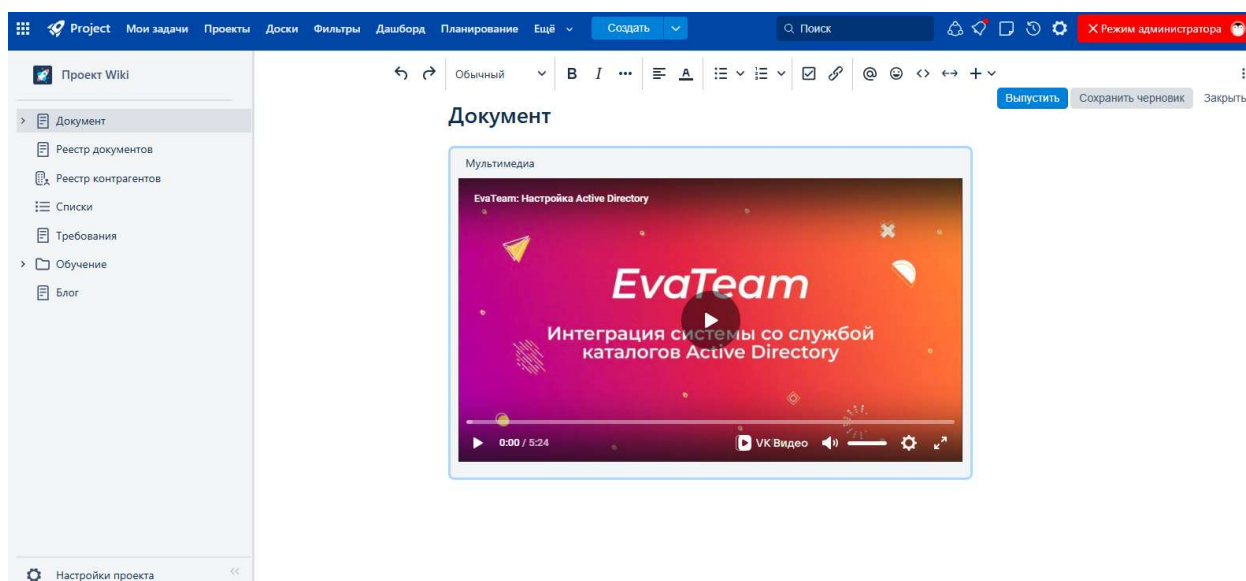 Project Мои задачи Проекты Доски Фильтры Дашборд Планирование Ещё Создать Поиск Режим администратора
Проект Wiki
Документ
Реестр документов
Реестр контрагентов
Списки
Требования
Обучение
Блог
Настройки проекта
Обычный B I ••• A @
Выпустить Сохранить черновик Закрыть
Документ
Мультимедиа
EvaTeam: Настройка Active Directory
EvaTeam
Интеграция системы со службой
каталогов Active Directory
0:00 / 5:24 VK Видео